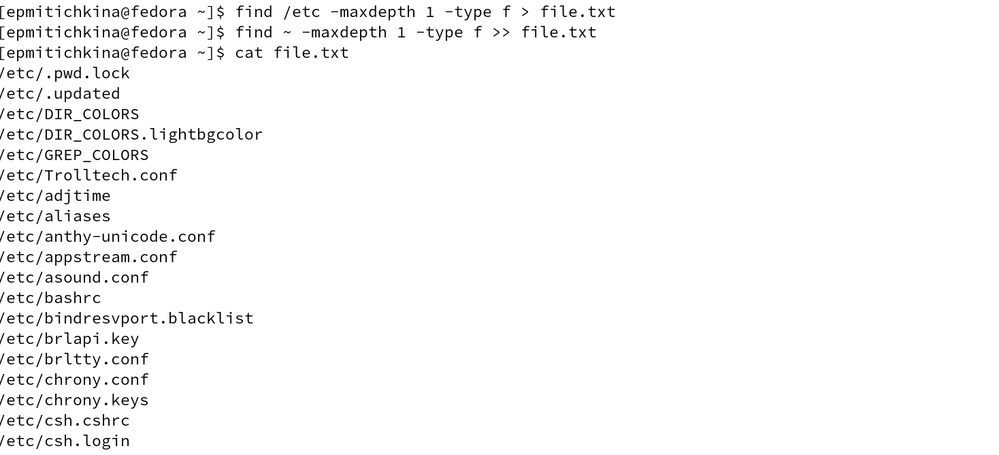 [epmitichkina@fedora ~]$ find /etc -maxdepth 1 -type f > file.txt
[epmitichkina@fedora ~]$ find ~ -maxdepth 1 -type f >> file.txt
[epmitichkina@fedora ~]$ cat file.txt
/etc/.pwd.lock
/etc/.updated
/etc/DIR_COLORS
/etc/DIR_COLORS.lightbgcolor
/etc/GREP_COLORS
/etc/Trolltech.conf
/etc/adjtime
/etc/aliases
/etc/anthy-unicode.conf
/etc/appstream.conf
/etc/asound.conf
/etc/bashrc
/etc/bindresvport.blacklist
/etc/brlapi.key
/etc/brltty.conf
/etc/chrony.conf
/etc/chrony.keys
/etc/csh.cshrc
/etc/csh.login